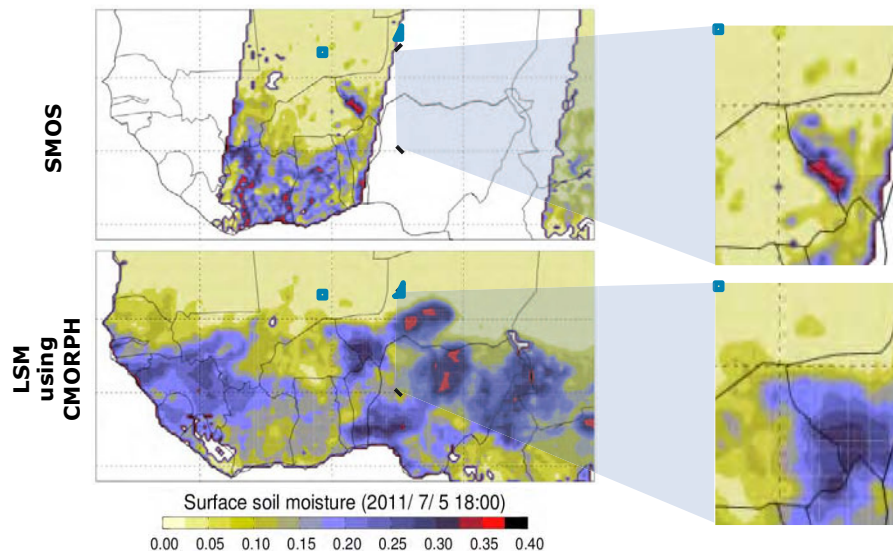 SMOS
LSM
using
CMORPH
Surface soil moisture (2011/ 7/ 5 18:00)
0.00 0.05 0.10 0.15 0.20 0.25 0.30 0.35 0.40